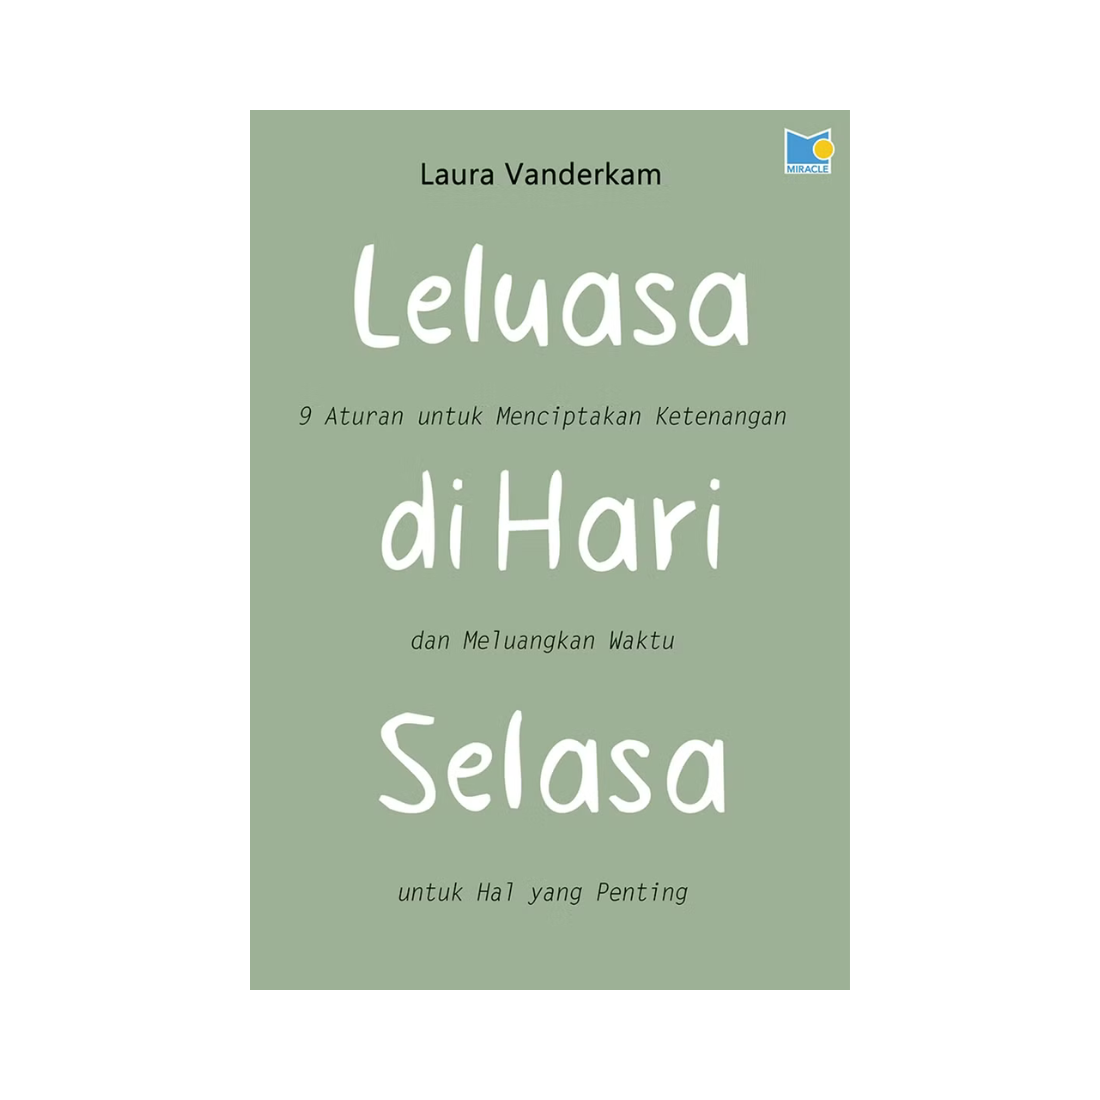 MIRACLE
Laura Vanderkam
Leluasa
9 Aturan untuk Menciptakan Ketenangan
di Hari
dan Meluangkan Waktu
Selasa
untuk Hal yang Penting